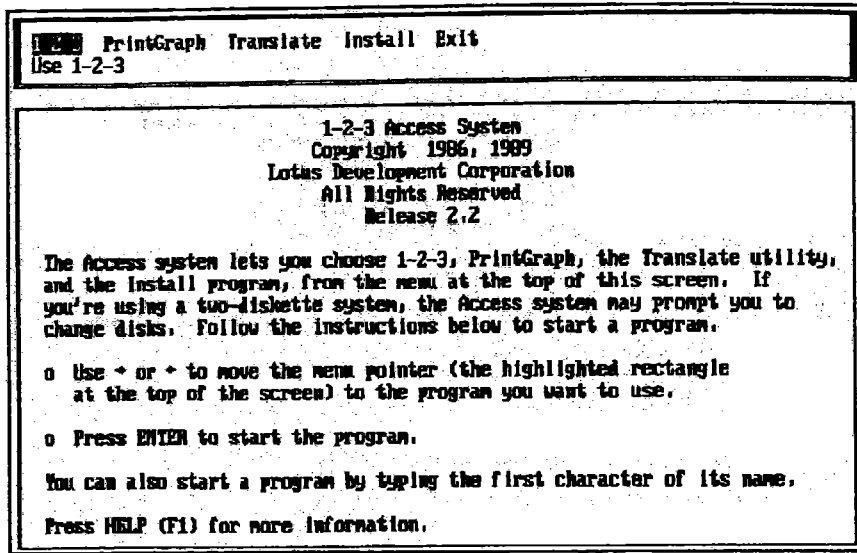 PrintGraph Translate Install Exit
Use 1-2-3
1-2-3 Access System
Copyright 1986, 1989
Lotus Development Corporation
All Rights Reserved
Release 2.2
The Access system lets you choose 1-2-3, PrintGraph, the Translate utility,
and the Install program, from the menu at the top of this screen. If
you're using a two-diskette system, the Access system may prompt you to
change disks. Follow the instructions below to start a program.
o Use or to move the menu pointer (the highlighted rectangle
at the top of the screen) to the program you want to use.
o Press ENTER to start the program.
You can also start a program by typing the first character of its name.
Press HELP (F1) for more information.